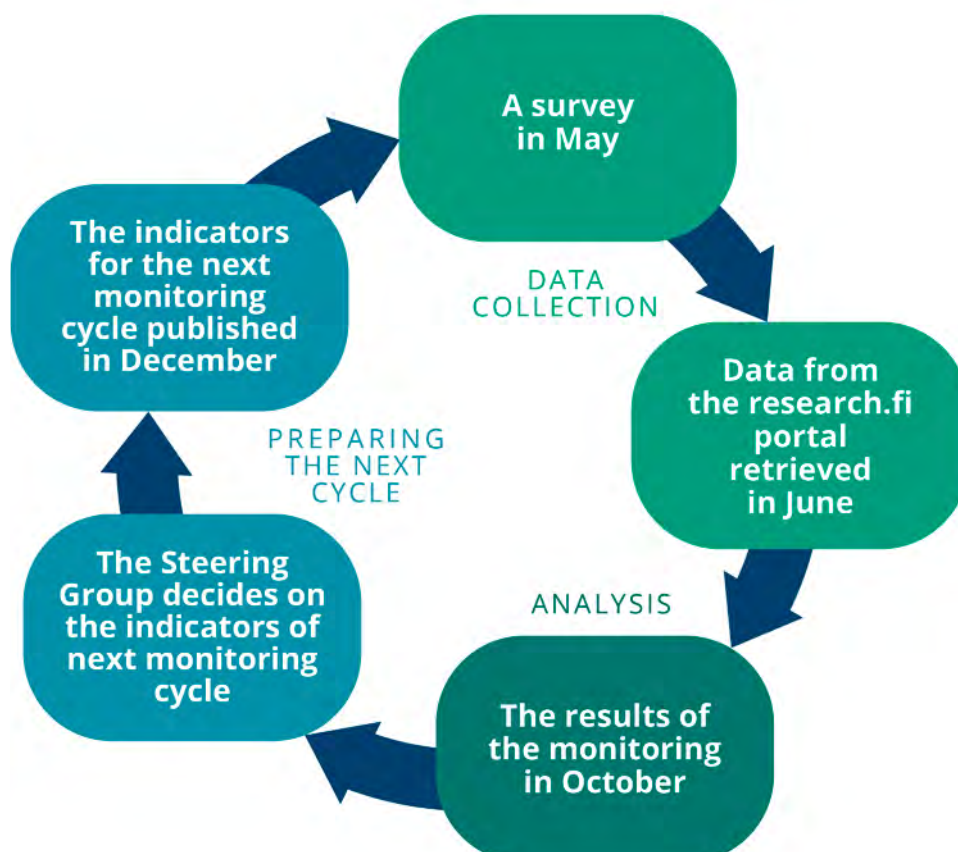 A survey
in May
DATA
COLLECTION
Data from
the research.fi
portal
retrieved
in June
ANALYSIS
The results of
the monitoring
in October
The Steering
Group decides on
the indicators of
next monitoring
cycle
PREPARING
THE NEXT
CYCLE
The indicators
for the next
monitoring
cycle published
in December